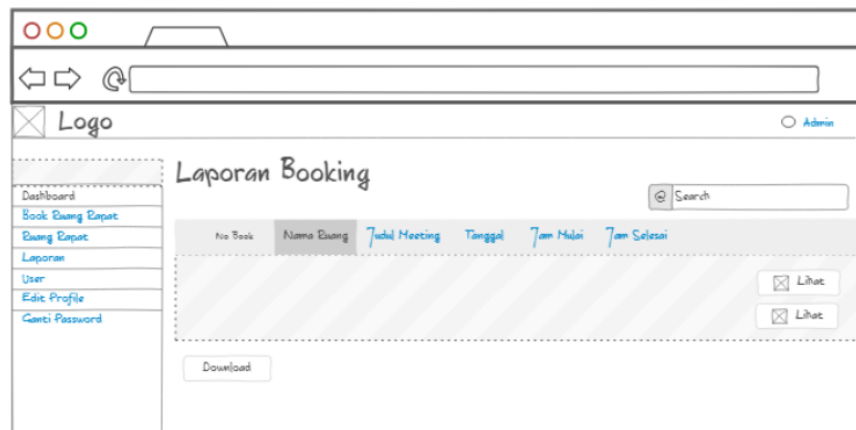 Logo
Admin
Laporan Booking
@ Search
Dashboard
Book Ruang Rapat
Ruang Rapat
Laporan
User
Edit Profile
Ganti Password
No Book Nama Ruang Judul Meeting Tanggal Jam Mulai Jam Selesai
Lihat
Lihat
Download